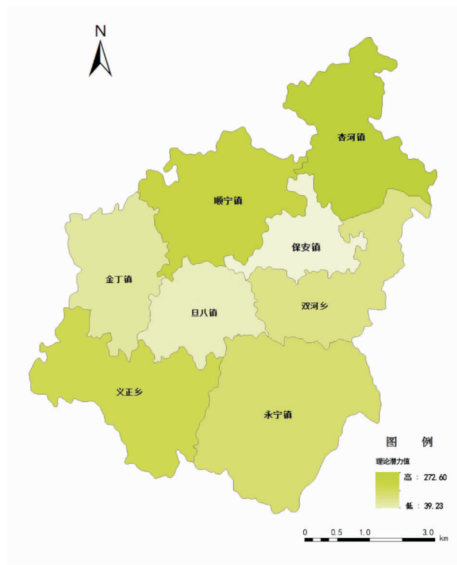 N
杏河镇
顺宁镇
保安镇
金丁镇
旦八镇
双河乡
义正乡
永宁镇
图 例
理论潜力值
高 : 272.60
低 : 39.23
0 0.5 1.0 3.0
km